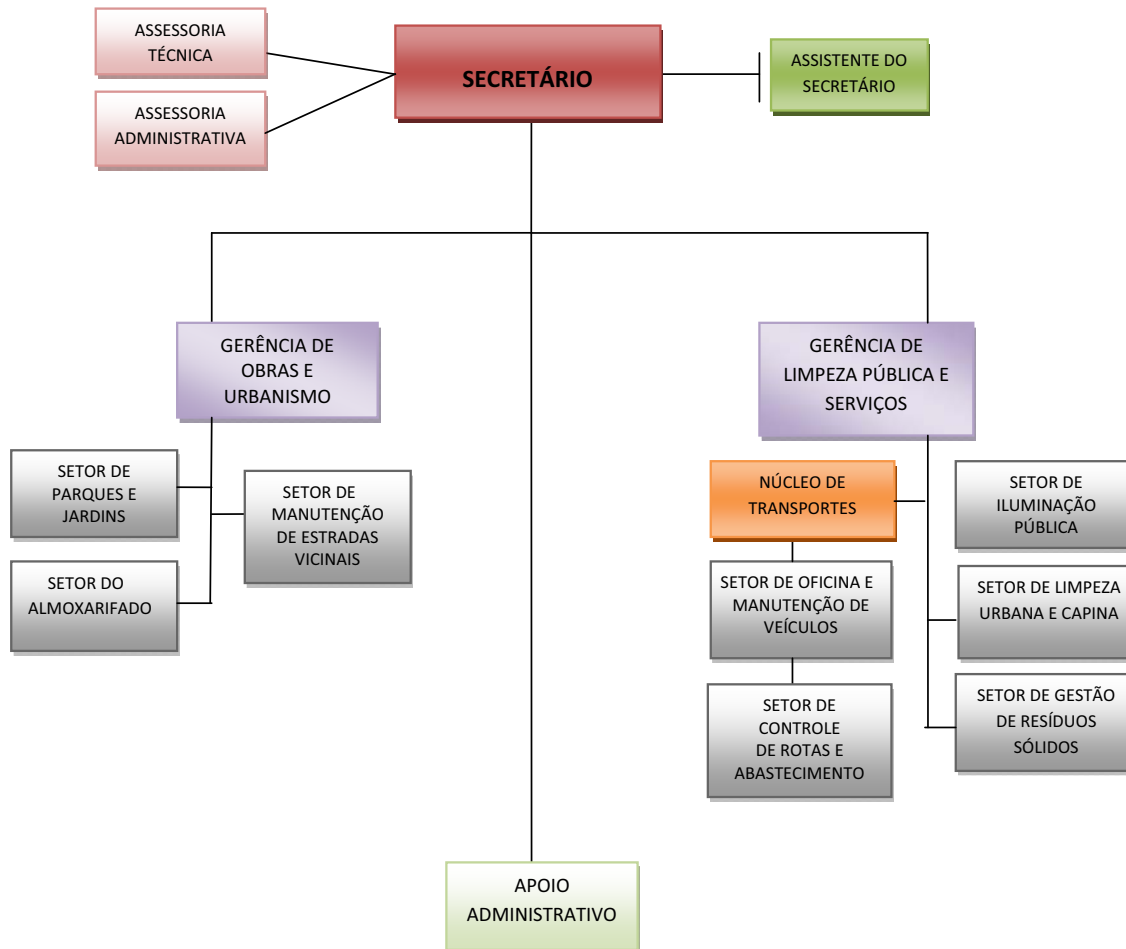 ASSESSORIA
TÉCNICA
SECRETÁRIO
ASSISTENTE DO
SECRETÁRIO
ASSESSORIA
ADMINISTRATIVA
GERÊNCIA DE
OBRAS E
URBANISMO
GERÊNCIA DE
LIMPEZA PÚBLICA E
SERVIÇOS
SETOR DE
PARQUES E
JARDINS
SETOR DE
MANUTENÇÃO
DE ESTRADAS
VICINAIS
SETOR DO
ALMOXARIFADO
NÚCLEO DE
TRANSPORTES
SETOR DE
ILUMINAÇÃO
PÚBLICA
SETOR DE OFICINA E
MANUTENÇÃO DE
VEÍCULOS
SETOR DE LIMPEZA
URBANA E CAPINA
SETOR DE
CONTROLE
DE ROTAS E
ABASTECIMENTO
SETOR DE GESTÃO
DE RESÍDUOS
SÓLIDOS
APOIO
ADMINISTRATIVO